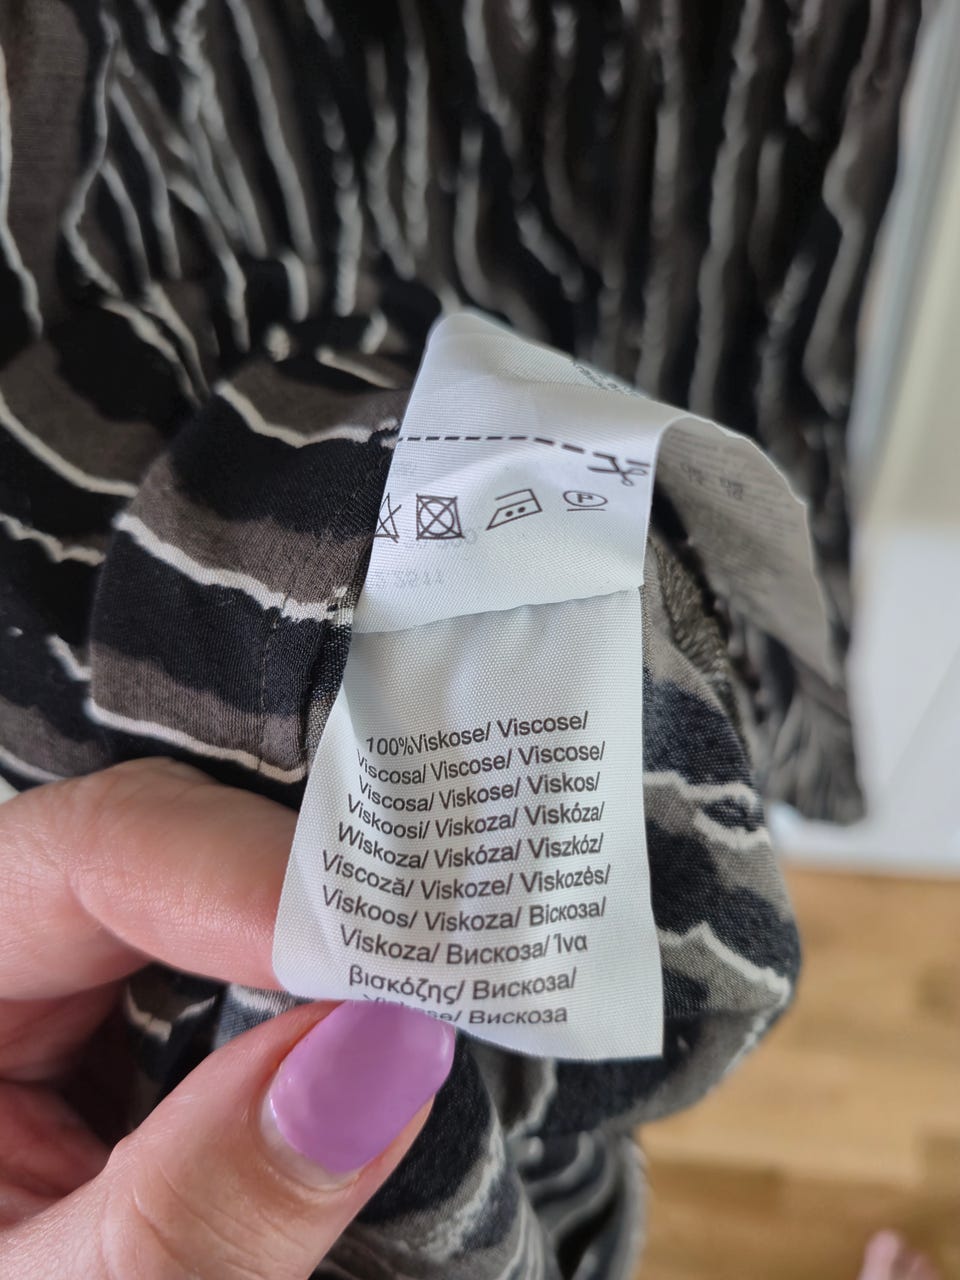 P
100%Viskose/ Viscose/
Viscosa/ Viscose/ Viscose/
Viscosa/ Viskose/ Viskos/
Viskoosi/ Viskoza/ Viskóza/
Wiskoza/ Viskóza/ Viszkóz/
Viscoză/ Viskoze/ Viskozės/
Viskoos/ Viskoza/ Віскоза/
Viskoza/ Вискоза/ Ίνα
βισκόζης/ Вискоза/
Вискоза